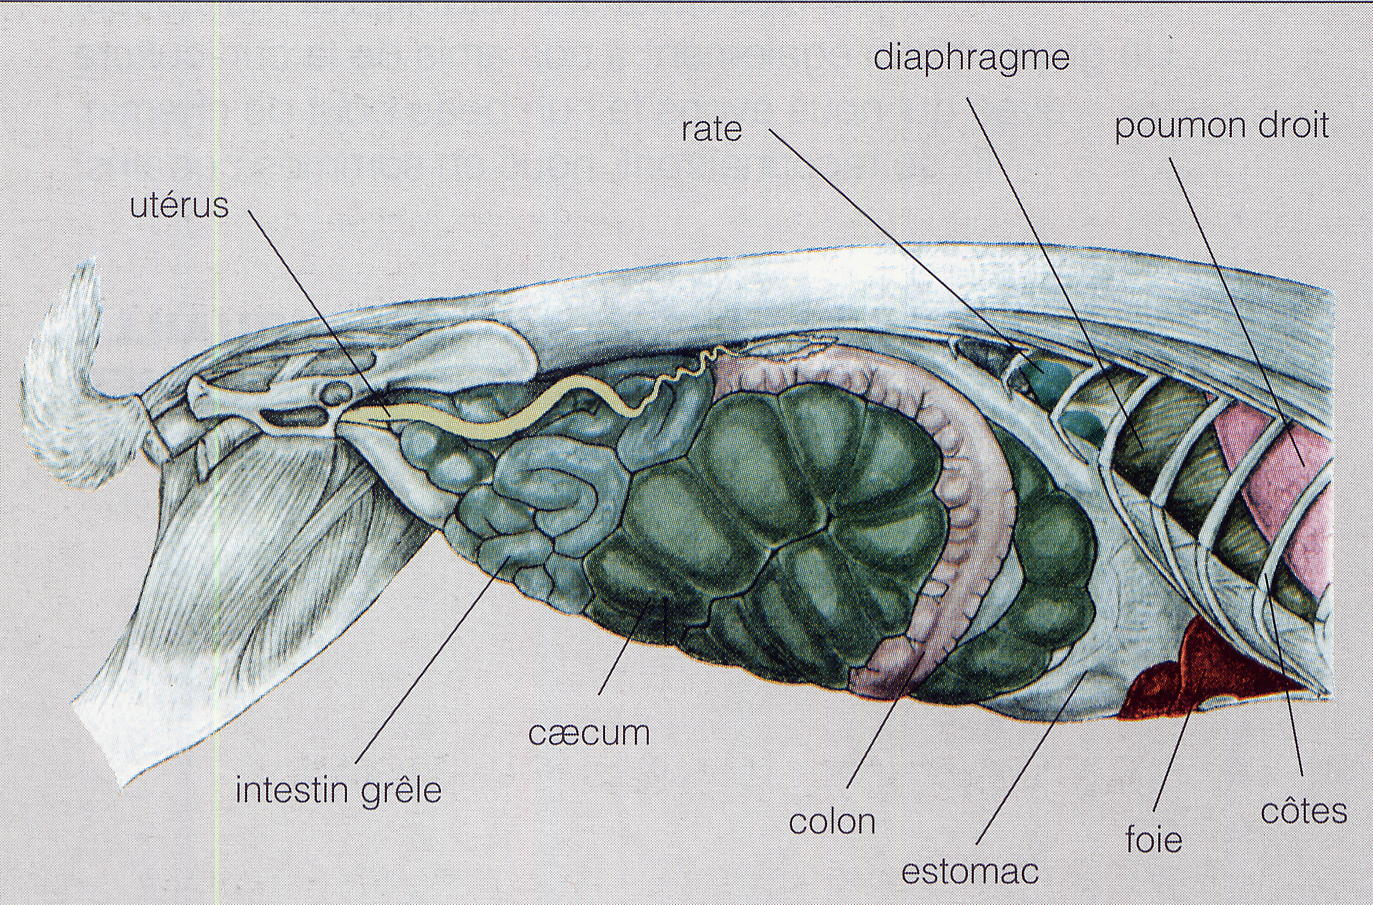 diaphragme
rate
poumon droit
utérus
cæcum
intestin grêle
colon
côtes
foie
estomac